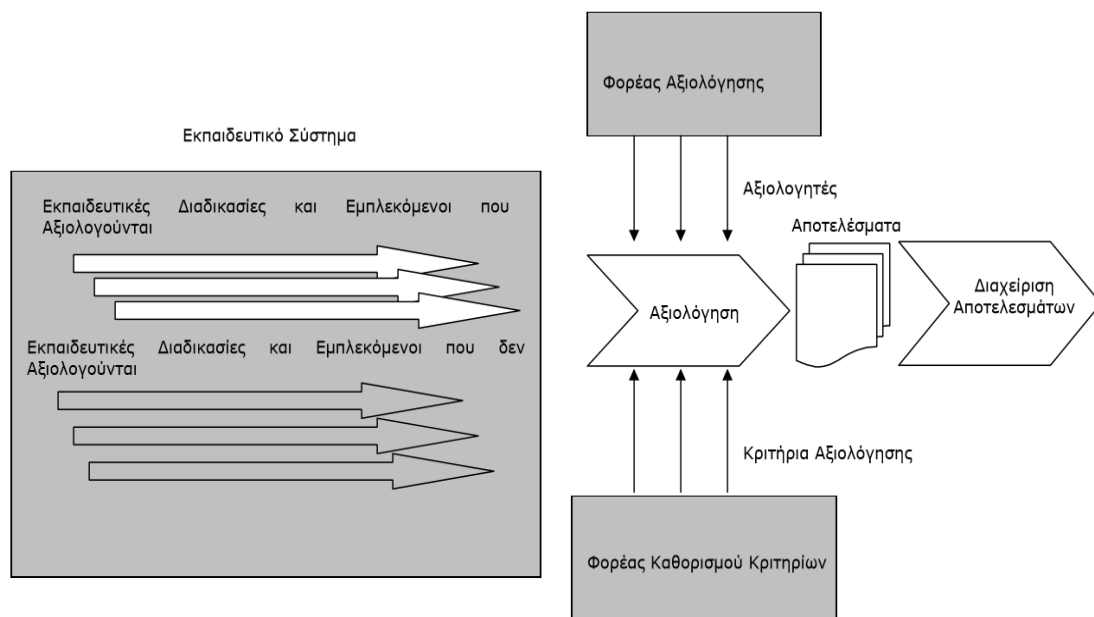 Φορέας Αξιολόγησης
Εκπαιδευτικό Σύστημα
Εκπαιδευτικές Διαδικασίες και Εμπλεκόμενοι που
Αξιολογούνται
Αξιολογητές
Αποτελέσματα
Αξιολόγηση
Διαχείριση
Αποτελεσμάτων
Εκπαιδευτικές Διαδικασίες και Εμπλεκόμενοι που δεν
Αξιολογούνται
Κριτήρια Αξιολόγησης
Φορέας Καθορισμού Κριτηρίων